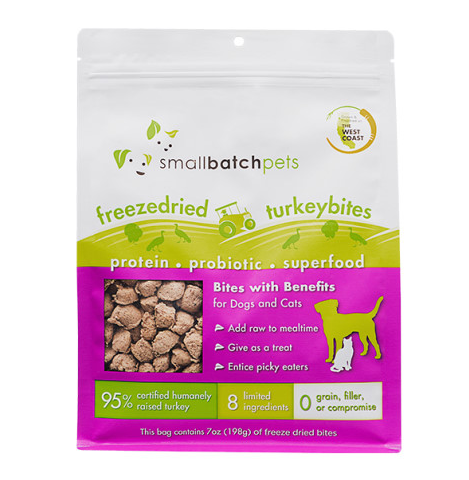 THE
WEST
COAST
smallbatchpets
freezedried turkeybites
protein • probiotic • superfood
Bites with Benefits
for Dogs and Cats
Add raw to mealtime
Give as a treat
Entice picky eaters
95% certified humanely
raised turkey
8 limited
ingredients
0 grain, filler,
or compromise
This bag contains 7oz (198g) of freeze dried bites